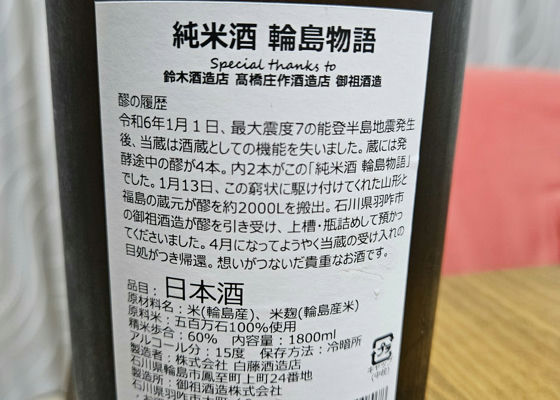 純米酒 輪島物語
Special thanks to
鈴木酒造店 髙橋庄作酒造店 御祖酒造
醪の履歴
令和6年1月1日、最大震度7の能登半島地震発生
後、当蔵は酒蔵としての機能を失いました。蔵には発
酵途中の醪が4本。内2本がこの「純米酒 輪島物語」
でした。1月13日、この窮状に駆け付けてくれた山形と
福島の蔵元が醪を約2000Lを搬出。石川県羽咋市
の御祖酒造が醪を引き受け、上槽・瓶詰めして預かっ
てくださいました。4月になってようやく当蔵の受け入れの
目処がつき帰還。想いがつないだ貴重なお酒です。
品目：日本酒
原材料名：米(輪島産)、米麹(輪島産米)
原料米：五百万石100%使用
精米歩合：60% 内容量：1800ml
アルコール分：15度 保存方法：冷暗所
製造者：株式会社 白藤酒造店
石川県輪島市鳳至町上町24番地
製造所：御祖酒造株式会社
石川県羽咋市大町